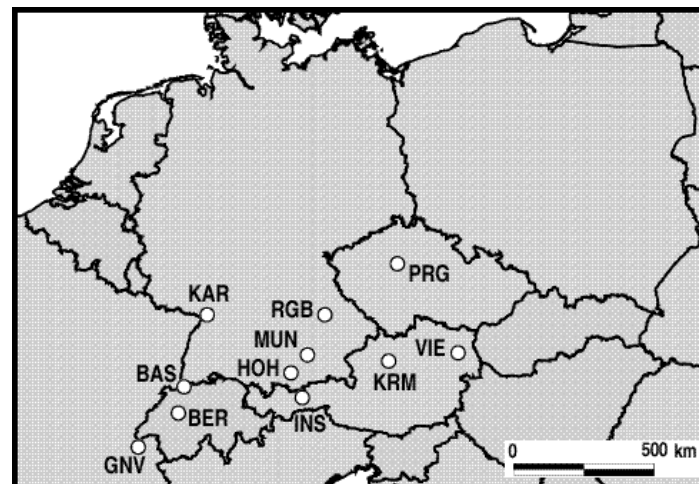 PRG
KAR
RGB
MUN
VIE
HOH
KRM
BAS
BER
INS
GNV
0 500 km